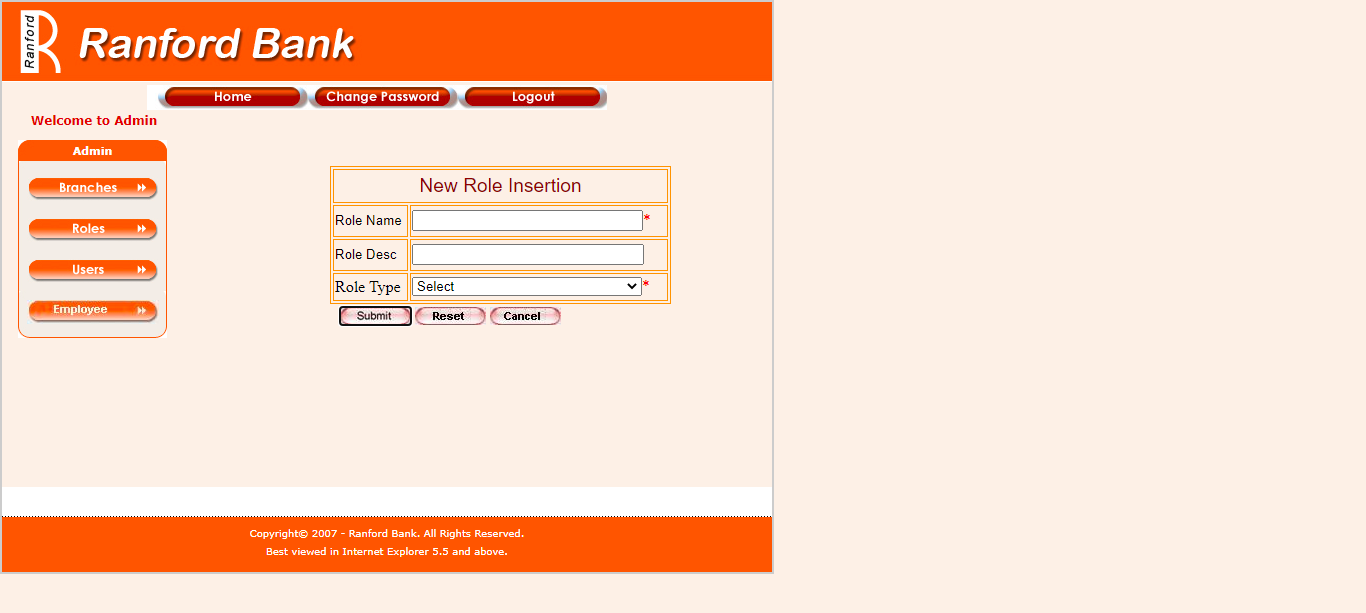 Ranford
Ranford Bank
Home Change Password Logout
Welcome to Admin
Admin
Branches
Roles
Users
Employee
New Role Insertion
Role Name *
Role Desc
Role Type Select *
Submit Reset Cancel
Copyright© 2007 - Ranford Bank. All Rights Reserved.
Best viewed in Internet Explorer 5.5 and above.